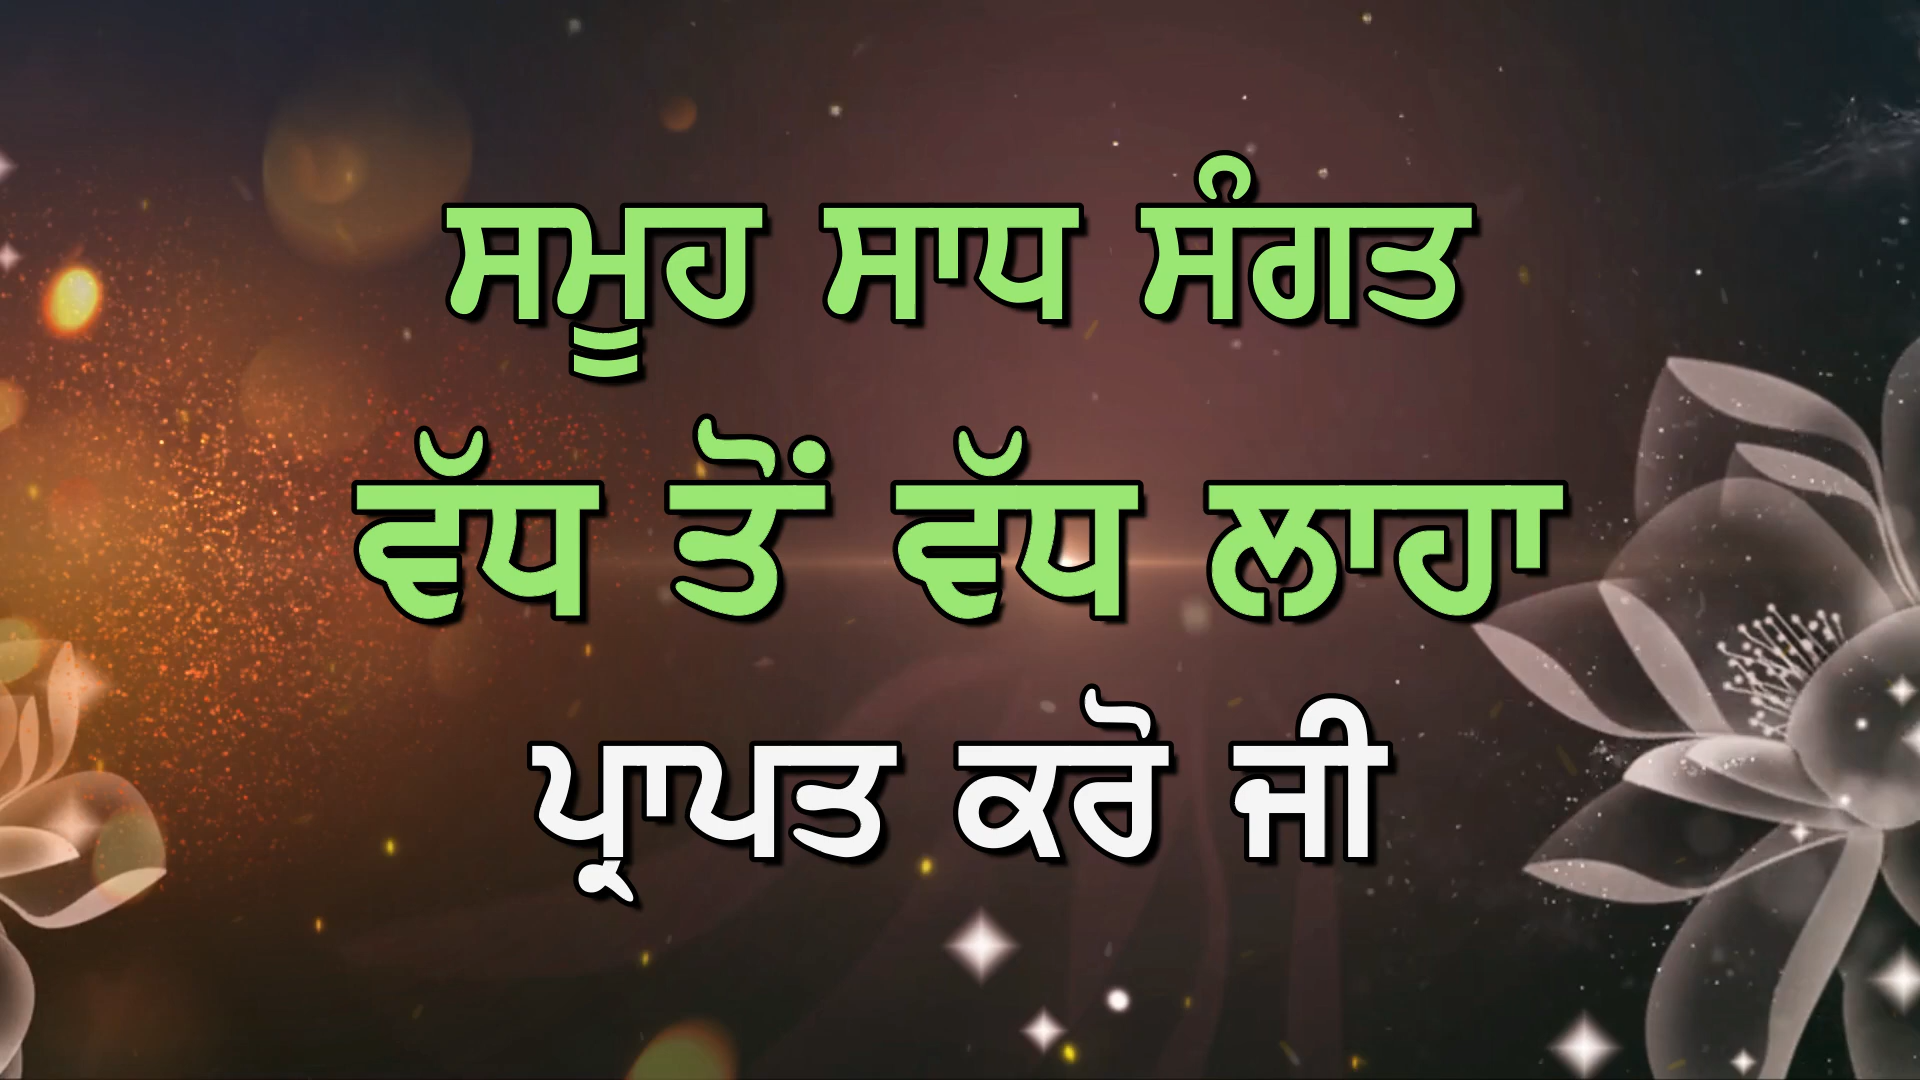 ਸਮੂਹ ਸਾਧ ਸੰਗਤ
ਵੱਧ ਤੋਂ ਵੱਧ ਲਾਹਾ
ਪ੍ਰਾਪਤ ਕਰੋ ਜੀ